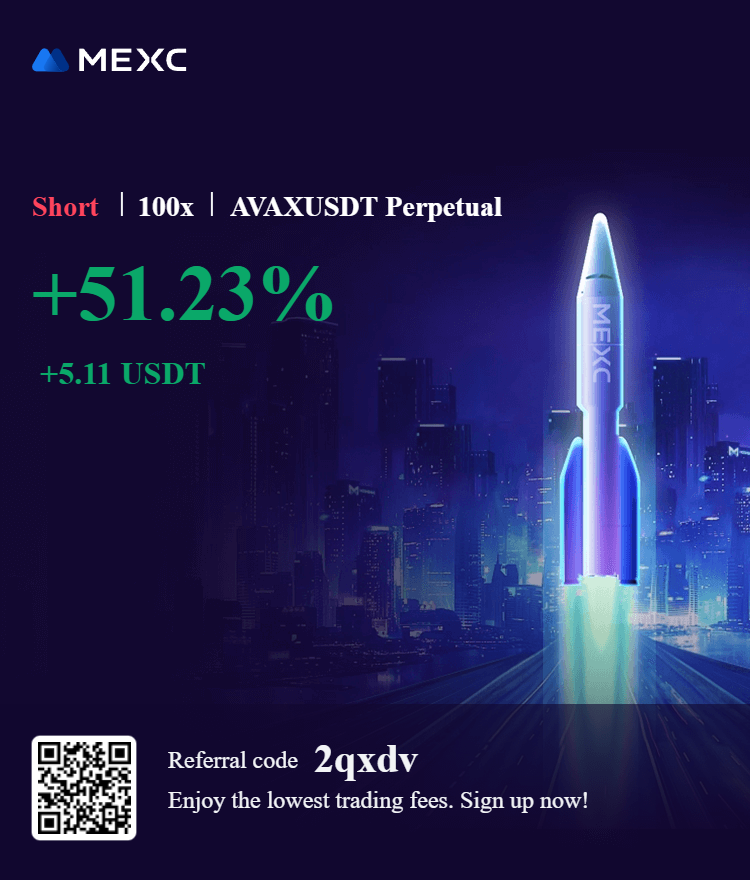 MEXC
Short | 100x | AVAXUSDT Perpetual
+51.23%
+5.11 USDT
MEXC
Referral code 2qxdv
Enjoy the lowest trading fees. Sign up now!